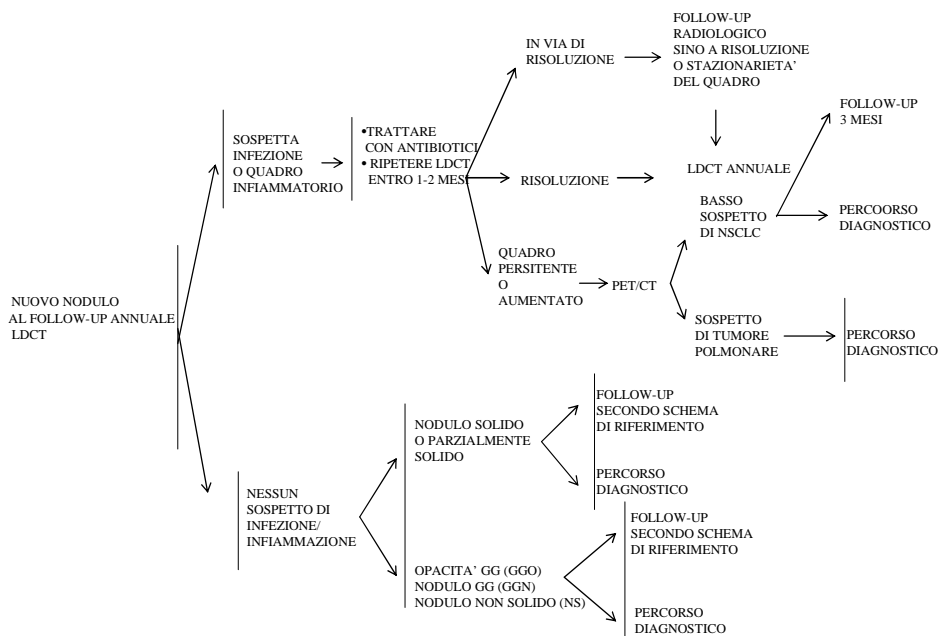 NUOVO NODULO
AL FOLLOW-UP ANNUALE
LDCT
SOSPETTA
INFEZIONE
O QUADRO
INFIAMMATORIO
•TRATTARE
CON ANTIBIOTICI
• RIPETERE LDCT
ENTRO 1-2 MESI
IN VIA DI
RISOLUZIONE
FOLLOW-UP
RADIOLOGICO
SINO A RISOLUZIONE
O STAZIONARIETA'
DEL QUADRO
RISOLUZIONE
LDCT ANNUALE
QUADRO
PERSITENTE
O
AUMENTATO
PET/CT
BASSO
SOSPETTO
DI NSCLC
FOLLOW-UP
3 MESI
PERCOORSO
DIAGNOSTICO
SOSPETTO
DI TUMORE
POLMONARE
PERCORSO
DIAGNOSTICO
NESSUN
SOSPETTO DI
INFEZIONE/
INFIAMMAZIONE
NODULO SOLIDO
O PARZIALMENTE
SOLIDO
FOLLOW-UP
SECONDO SCHEMA
DI RIFERIMENTO
PERCORSO
DIAGNOSTICO
OPACITA' GG (GGO)
NODULO GG (GGN)
NODULO NON SOLIDO (NS)
FOLLOW-UP
SECONDO SCHEMA
DI RIFERIMENTO
PERCORSO
DIAGNOSTICO